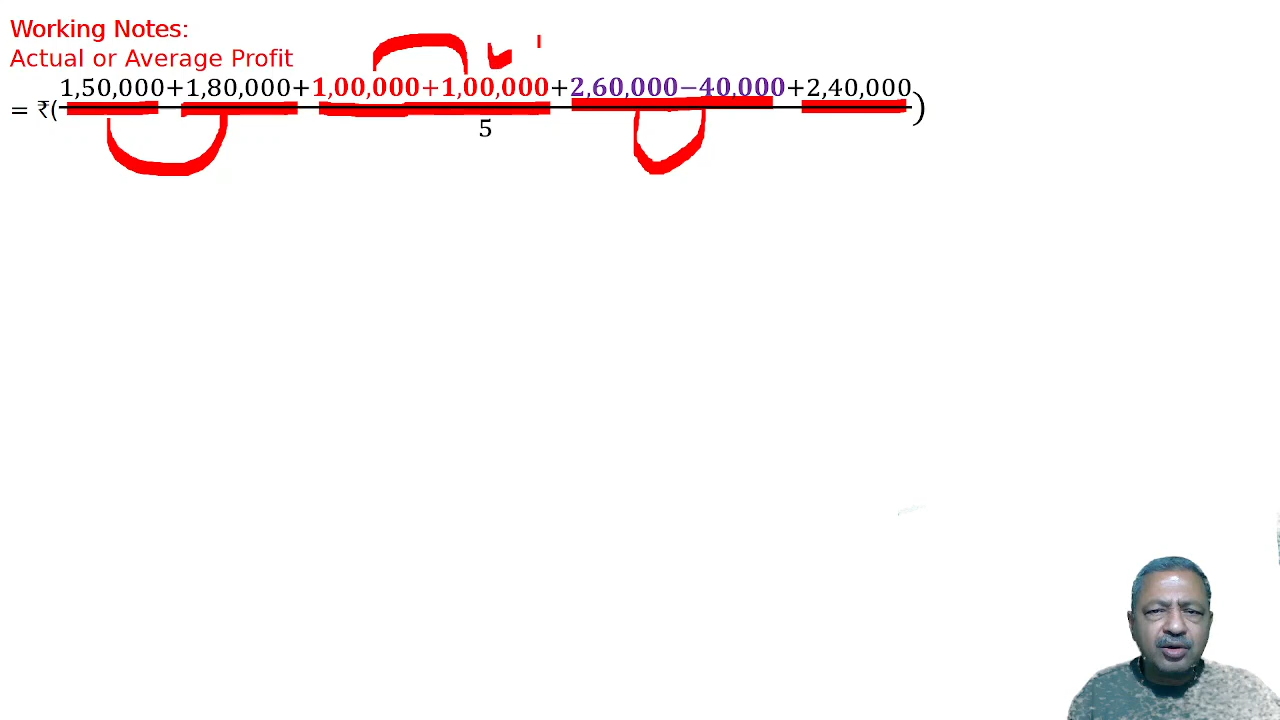 Working Notes:
Actual or Average Profit
= ₹(1,50,000+1,80,000+1,00,000+1,00,000+2,60,000−40,000+2,40,000)
5